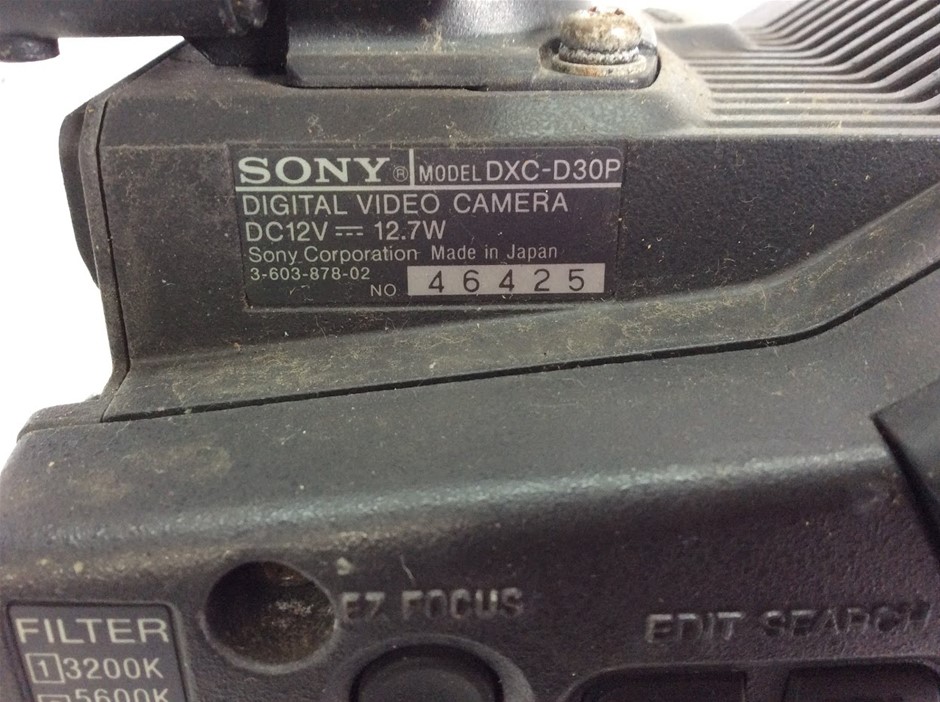 SONY ® MODEL DXC-D30P
DIGITAL VIDEO CAMERA
DC12V ⎓ 12.7W
Sony Corporation Made in Japan
3-603-878-02
NO 46425
EZ FOCUS
EDIT SEARCH
FILTER
1 3200K
5600K